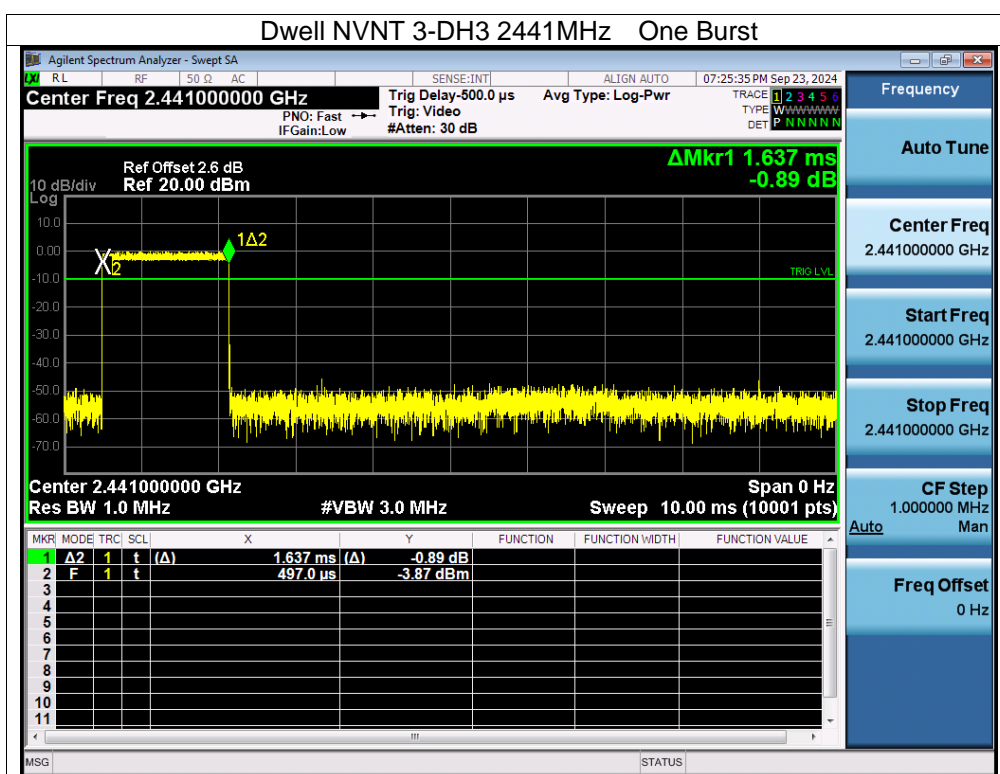 Dwell NVNT 3-DH3 2441MHz One Burst
Agilent Spectrum Analyzer - Swept SA
LXI RL RF 50 Ω AC SENSE:INT ALIGN AUTO 07:25:35 PM Sep 23, 2024
Center Freq 2.441000000 GHz
PNO: Fast
IFGain:Low
Trig Delay-500.0 µs
Trig: Video
#Atten: 30 dB
Avg Type: Log-Pwr
TRACE 1 2 3 4 5 6
TYPE WWWWWW
DET P N N N N N
Frequency
Auto Tune
Center Freq
2.441000000 GHz
Start Freq
2.441000000 GHz
Stop Freq
2.441000000 GHz
CF Step
1.000000 MHz
Auto Man
Freq Offset
0 Hz
ΔMkr1 1.637 ms
-0.89 dB
Ref Offset 2.6 dB
10 dB/div Ref 20.00 dBm
Log
10.0
0.00
-10.0
-20.0
-30.0
-40.0
-50.0
-60.0
-70.0
1Δ2
2
TRIG LVL
Center 2.441000000 GHz Span 0 Hz
Res BW 1.0 MHz #VBW 3.0 MHz Sweep 10.00 ms (10001 pts)
MKR MODE TRC SCL X Y FUNCTION FUNCTION WIDTH FUNCTION VALUE
1 Δ2 1 t (Δ) 1.637 ms (Δ) -0.89 dB
2 F 1 t 497.0 µs -3.87 dBm
3
4
5
6
7
8
9
10
11
MSG STATUS